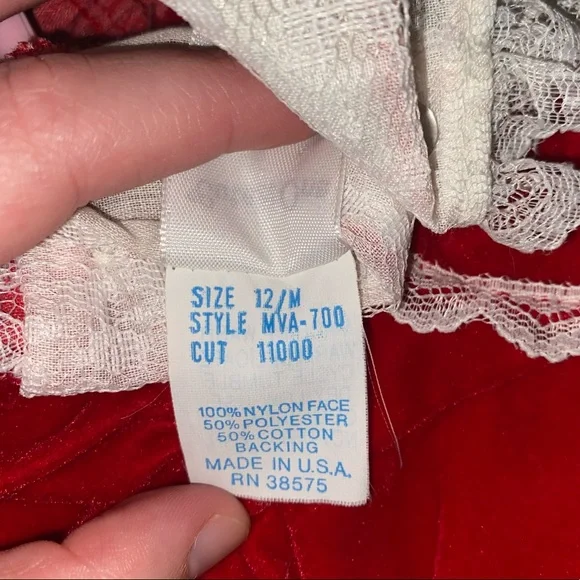 SIZE 12/M
STYLE MVA-700
CUT 11000
100% NYLON FACE
50% POLYESTER
50% COTTON
BACKING
MADE IN U.S.A.
RN 38575